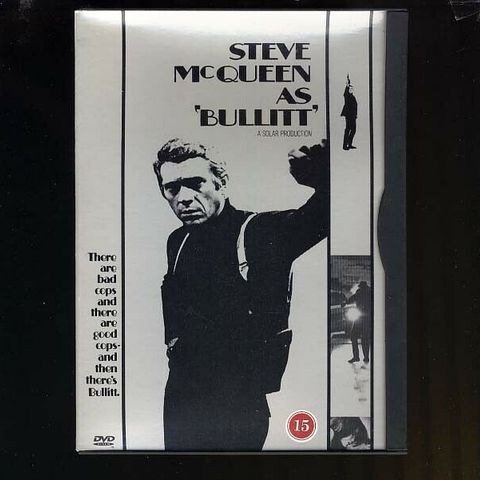 STEVE
McQUEEN
AS
'BULLITT'
A SOLAR PRODUCTION
There
are
bad
cops
and
there
are
good
cops-
and
then
there's
Bullitt.
15
DVD